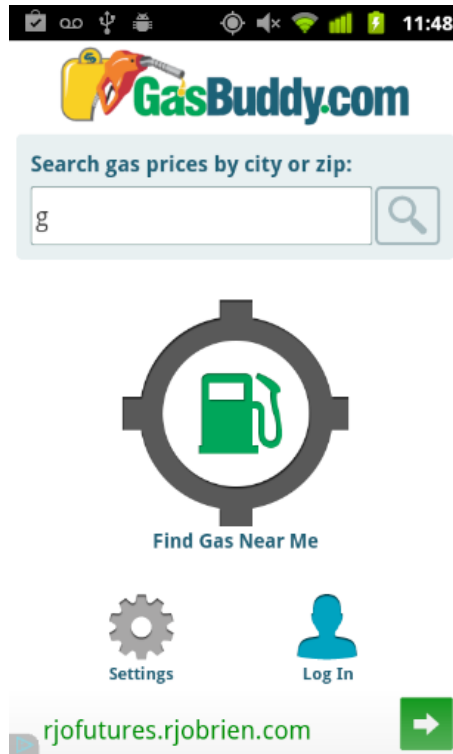 11:48
GasBuddy.com
Search gas prices by city or zip:
g
Find Gas Near Me
Settings
Log In
rjofutures.rjobrien.com